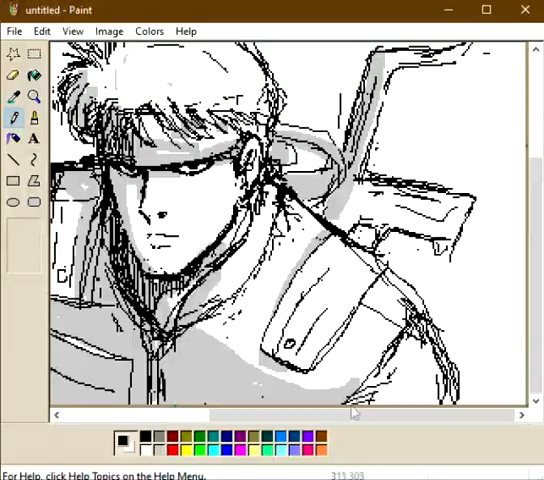 untitled - Paint
File Edit View Image Colors Help
A
For Help, click Help Topics on the Help Menu.
313,303